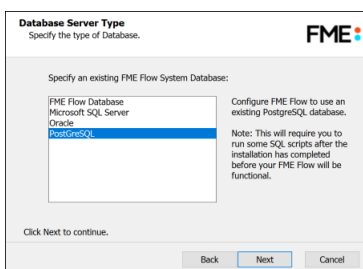 Database Server Type
Specify the type of Database.
FME
Specify an existing FME Flow System Database:
FME Flow Database
Microsoft SQL Server
Oracle
PostGreSQL
Configure FME Flow to use an
existing PostgreSQL database.
Note: This will require you to
run some SQL scripts after the
installation has completed
before your FME Flow will be
functional.
Click Next to continue.
Back
Next
Cancel